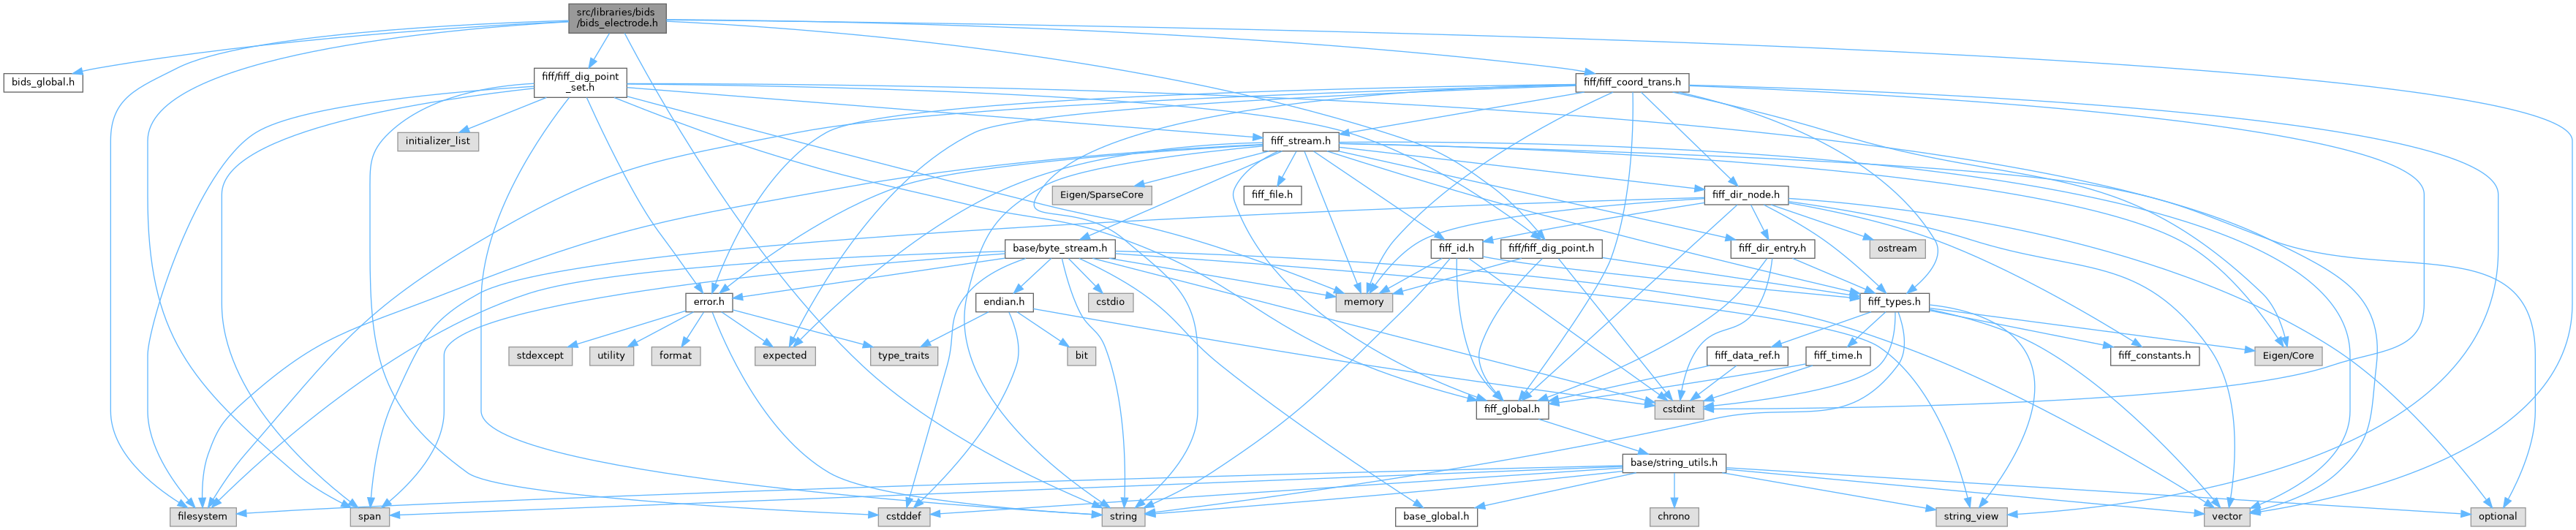 src/libraries/bids
/bids_electrode.h
bids_global.h
fiff/fiff_dig_point
_set.h
fiff/fiff_coord_trans.h
initializer_list
fiff_stream.h
Eigen/SparseCore
fiff_file.h
fiff_dir_node.h
base/byte_stream.h
fiff_id.h
fiff/fiff_dig_point.h
fiff_dir_entry.h
ostream
error.h
endian.h
cstdio
memory
fiff_types.h
stdexcept
utility
format
expected
type_traits
bit
fiff_data_ref.h
fiff_time.h
fiff_constants.h
Eigen/Core
fiff_global.h
cstdint
base/string_utils.h
filesystem
span
cstddef
string
base_global.h
chrono
string_view
vector
optional